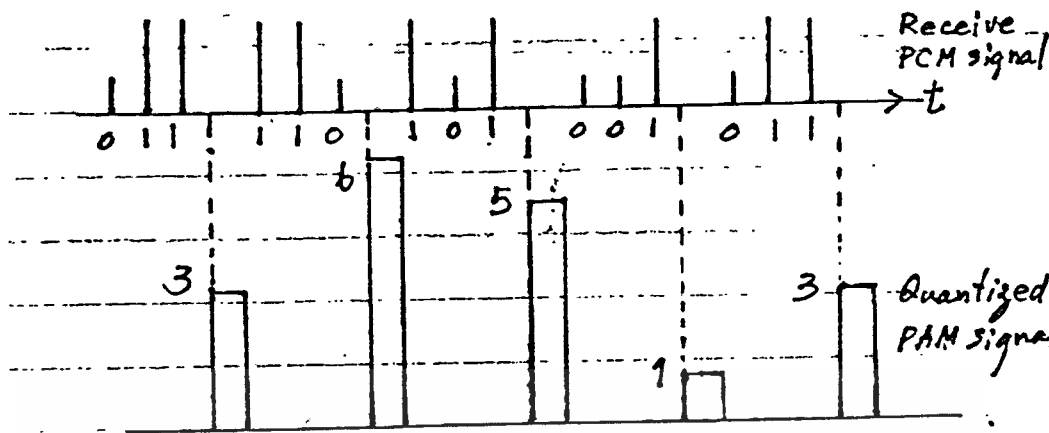 Receive
PCM signal
t
0 1 1 1 1 0 1 0 1 0 0 1 0 1 1
6
5
3
3
Quantized
PAM signa
1